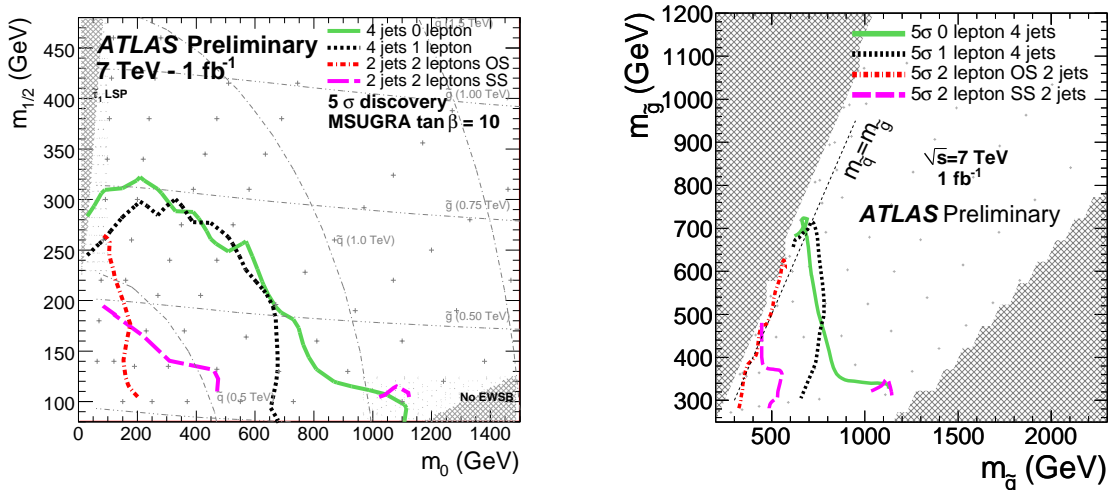 ATLAS Preliminary
7 TeV - 1 fb⁻¹
4 jets 0 lepton
4 jets 1 lepton
2 jets 2 leptons OS
2 jets 2 leptons SS
5 σ discovery
MSUGRA tan β = 10
τ̃₁ LSP
g̃ (1.00 TeV)
g̃ (0.75 TeV)
q̃ (1.0 TeV)
g̃ (0.50 TeV)
q̃ (0.5 TeV)
No EWSB
m₁/₂ (GeV)
450
400
350
300
250
200
150
100
0 200 400 600 800 1000 1200 1400
m₀ (GeV)
5σ 0 lepton 4 jets
5σ 1 lepton 4 jets
5σ 2 lepton OS 2 jets
5σ 2 lepton SS 2 jets
m_q̃=m_g̃
√s=7 TeV
1 fb⁻¹
ATLAS Preliminary
m_g̃ (GeV)
1200
1100
1000
900
800
700
600
500
400
300
500 1000 1500 2000
m_q̃ (GeV)